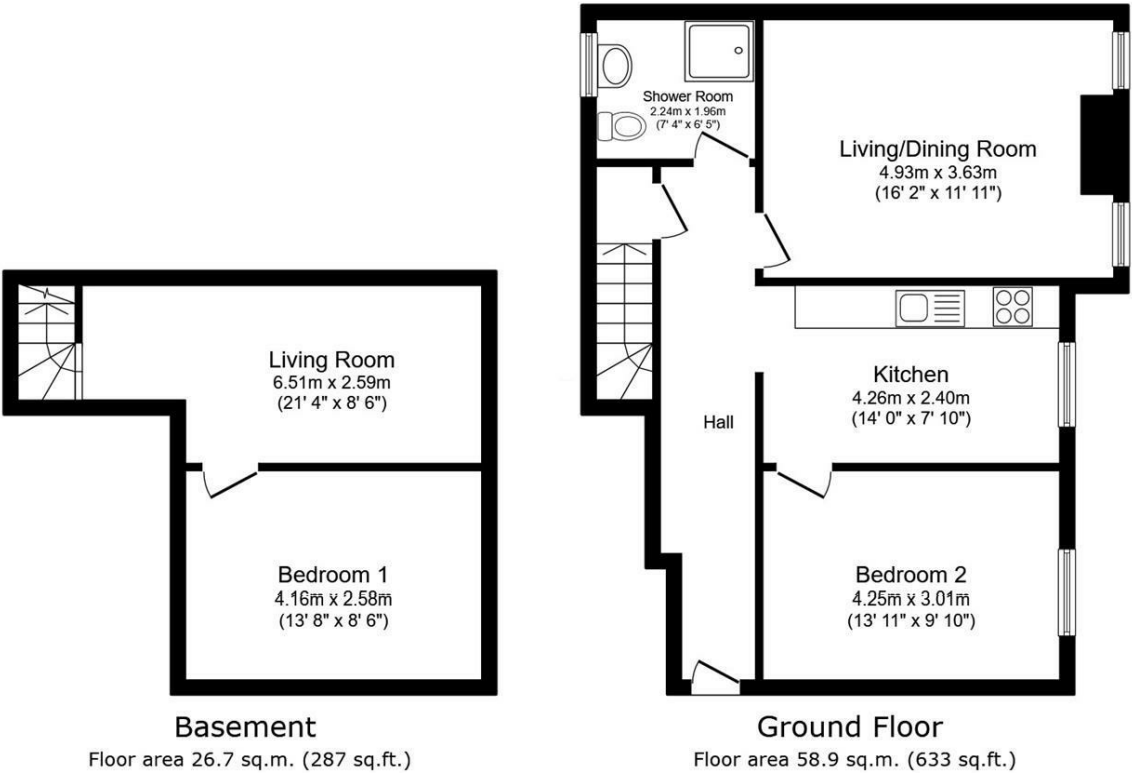 Shower Room
2.24m x 1.96m
(7' 4" x 6' 5")
Living/Dining Room
4.93m x 3.63m
(16' 2" x 11' 11")
Living Room
6.51m x 2.59m
(21' 4" x 8' 6")
Kitchen
4.26m x 2.40m
(14' 0" x 7' 10")
Hall
Bedroom 1
4.16m x 2.58m
(13' 8" x 8' 6")
Bedroom 2
4.25m x 3.01m
(13' 11" x 9' 10")
Basement
Floor area 26.7 sq.m. (287 sq.ft.)
Ground Floor
Floor area 58.9 sq.m. (633 sq.ft.)